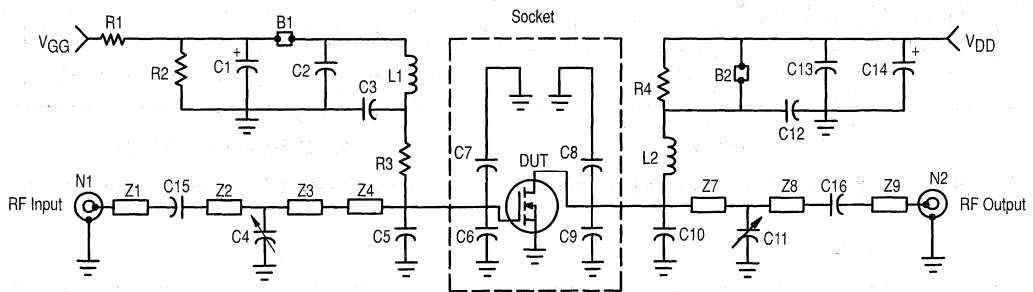 Socket
R1
B1
VGG
R2
C1
+
C2
L1
C3
R3
VDD
R4
B2
C13
C14
+
C12
L2
C7
C8
DUT
N1
RF Input
Z1
C15
Z2
Z3
Z4
C4
C5
C6
C9
C10
Z7
Z8
C16
Z9
N2
RF Output
C11